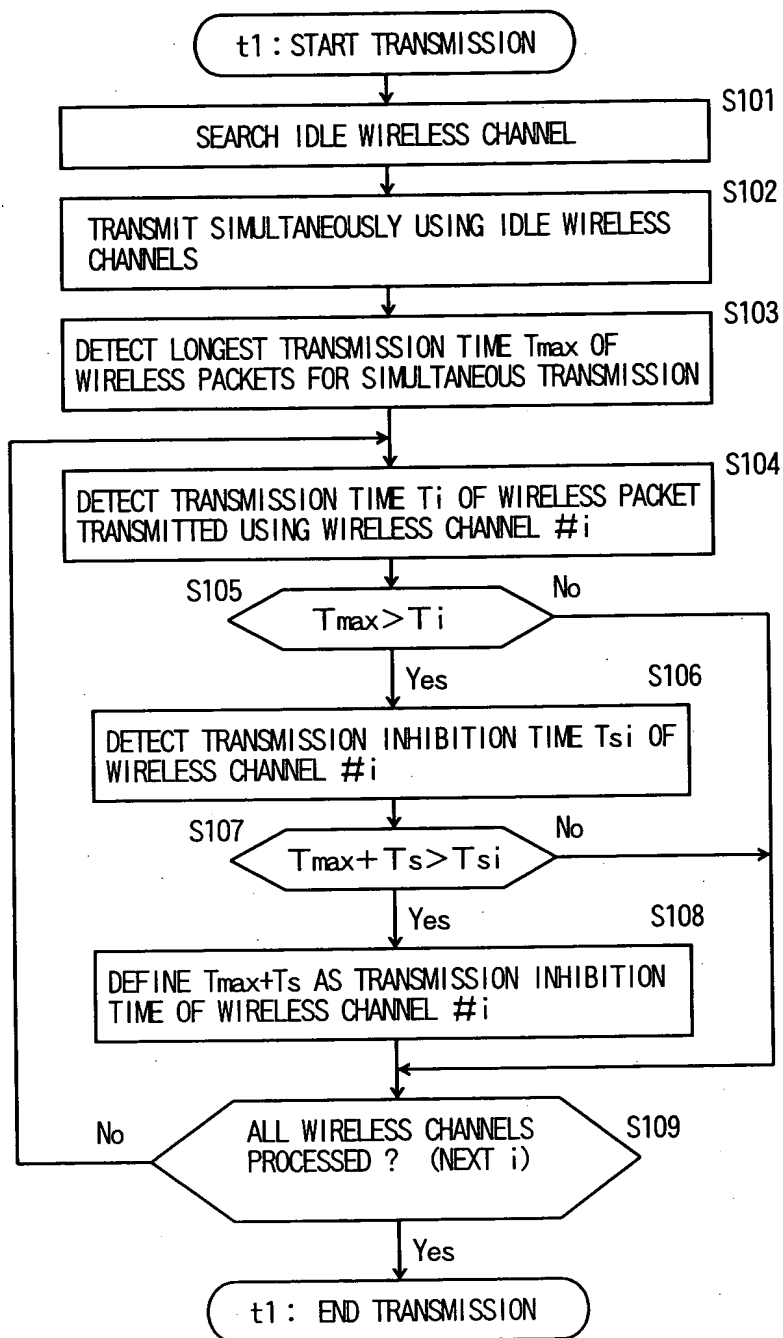 t1 : START TRANSMISSION
S101
SEARCH IDLE WIRELESS CHANNEL
S102
TRANSMIT SIMULTANEOUSLY USING IDLE WIRELESS
CHANNELS
S103
DETECT LONGEST TRANSMISSION TIME Tmax OF
WIRELESS PACKETS FOR SIMULTANEOUS TRANSMISSION
S104
DETECT TRANSMISSION TIME Ti OF WIRELESS PACKET
TRANSMITTED USING WIRELESS CHANNEL #i
S105
No
Tmax>Ti
Yes
S106
DETECT TRANSMISSION INHIBITION TIME Tsi OF
WIRELESS CHANNEL #i
S107
No
Tmax+Ts>Tsi
Yes
S108
DEFINE Tmax+Ts AS TRANSMISSION INHIBITION
TIME OF WIRELESS CHANNEL #i
No
S109
ALL WIRELESS CHANNELS
PROCESSED ? (NEXT i)
Yes
t1 : END TRANSMISSION